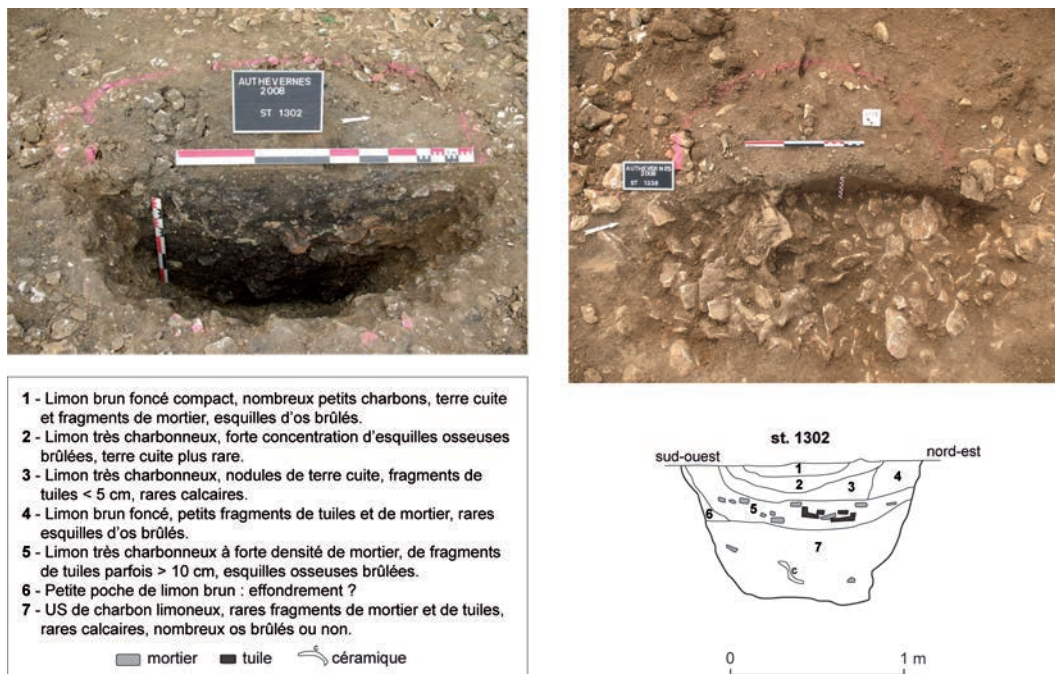 AUTHEVERNES
2008
ST 1302
AUTHEVERNES
2008
ST 1338
1 - Limon brun foncé compact, nombreux petits charbons, terre cuite
et fragments de mortier, esquilles d'os brûlés.
2 - Limon très charbonneux, forte concentration d'esquilles osseuses
brûlées, terre cuite plus rare.
3 - Limon très charbonneux, nodules de terre cuite, fragments de
tuiles < 5 cm, rares calcaires.
4 - Limon brun foncé, petits fragments de tuiles et de mortier, rares
esquilles d'os brûlés.
5 - Limon très charbonneux à forte densité de mortier, de fragments
de tuiles parfois > 10 cm, esquilles osseuses brûlées.
6 - Petite poche de limon brun : effondrement ?
7 - US de charbon limoneux, rares fragments de mortier et de tuiles,
rares calcaires, nombreux os brûlés ou non.
mortier tuile c céramique
st. 1302
sud-ouest nord-est
1
2
3
4
5
6
7
c
0 1 m